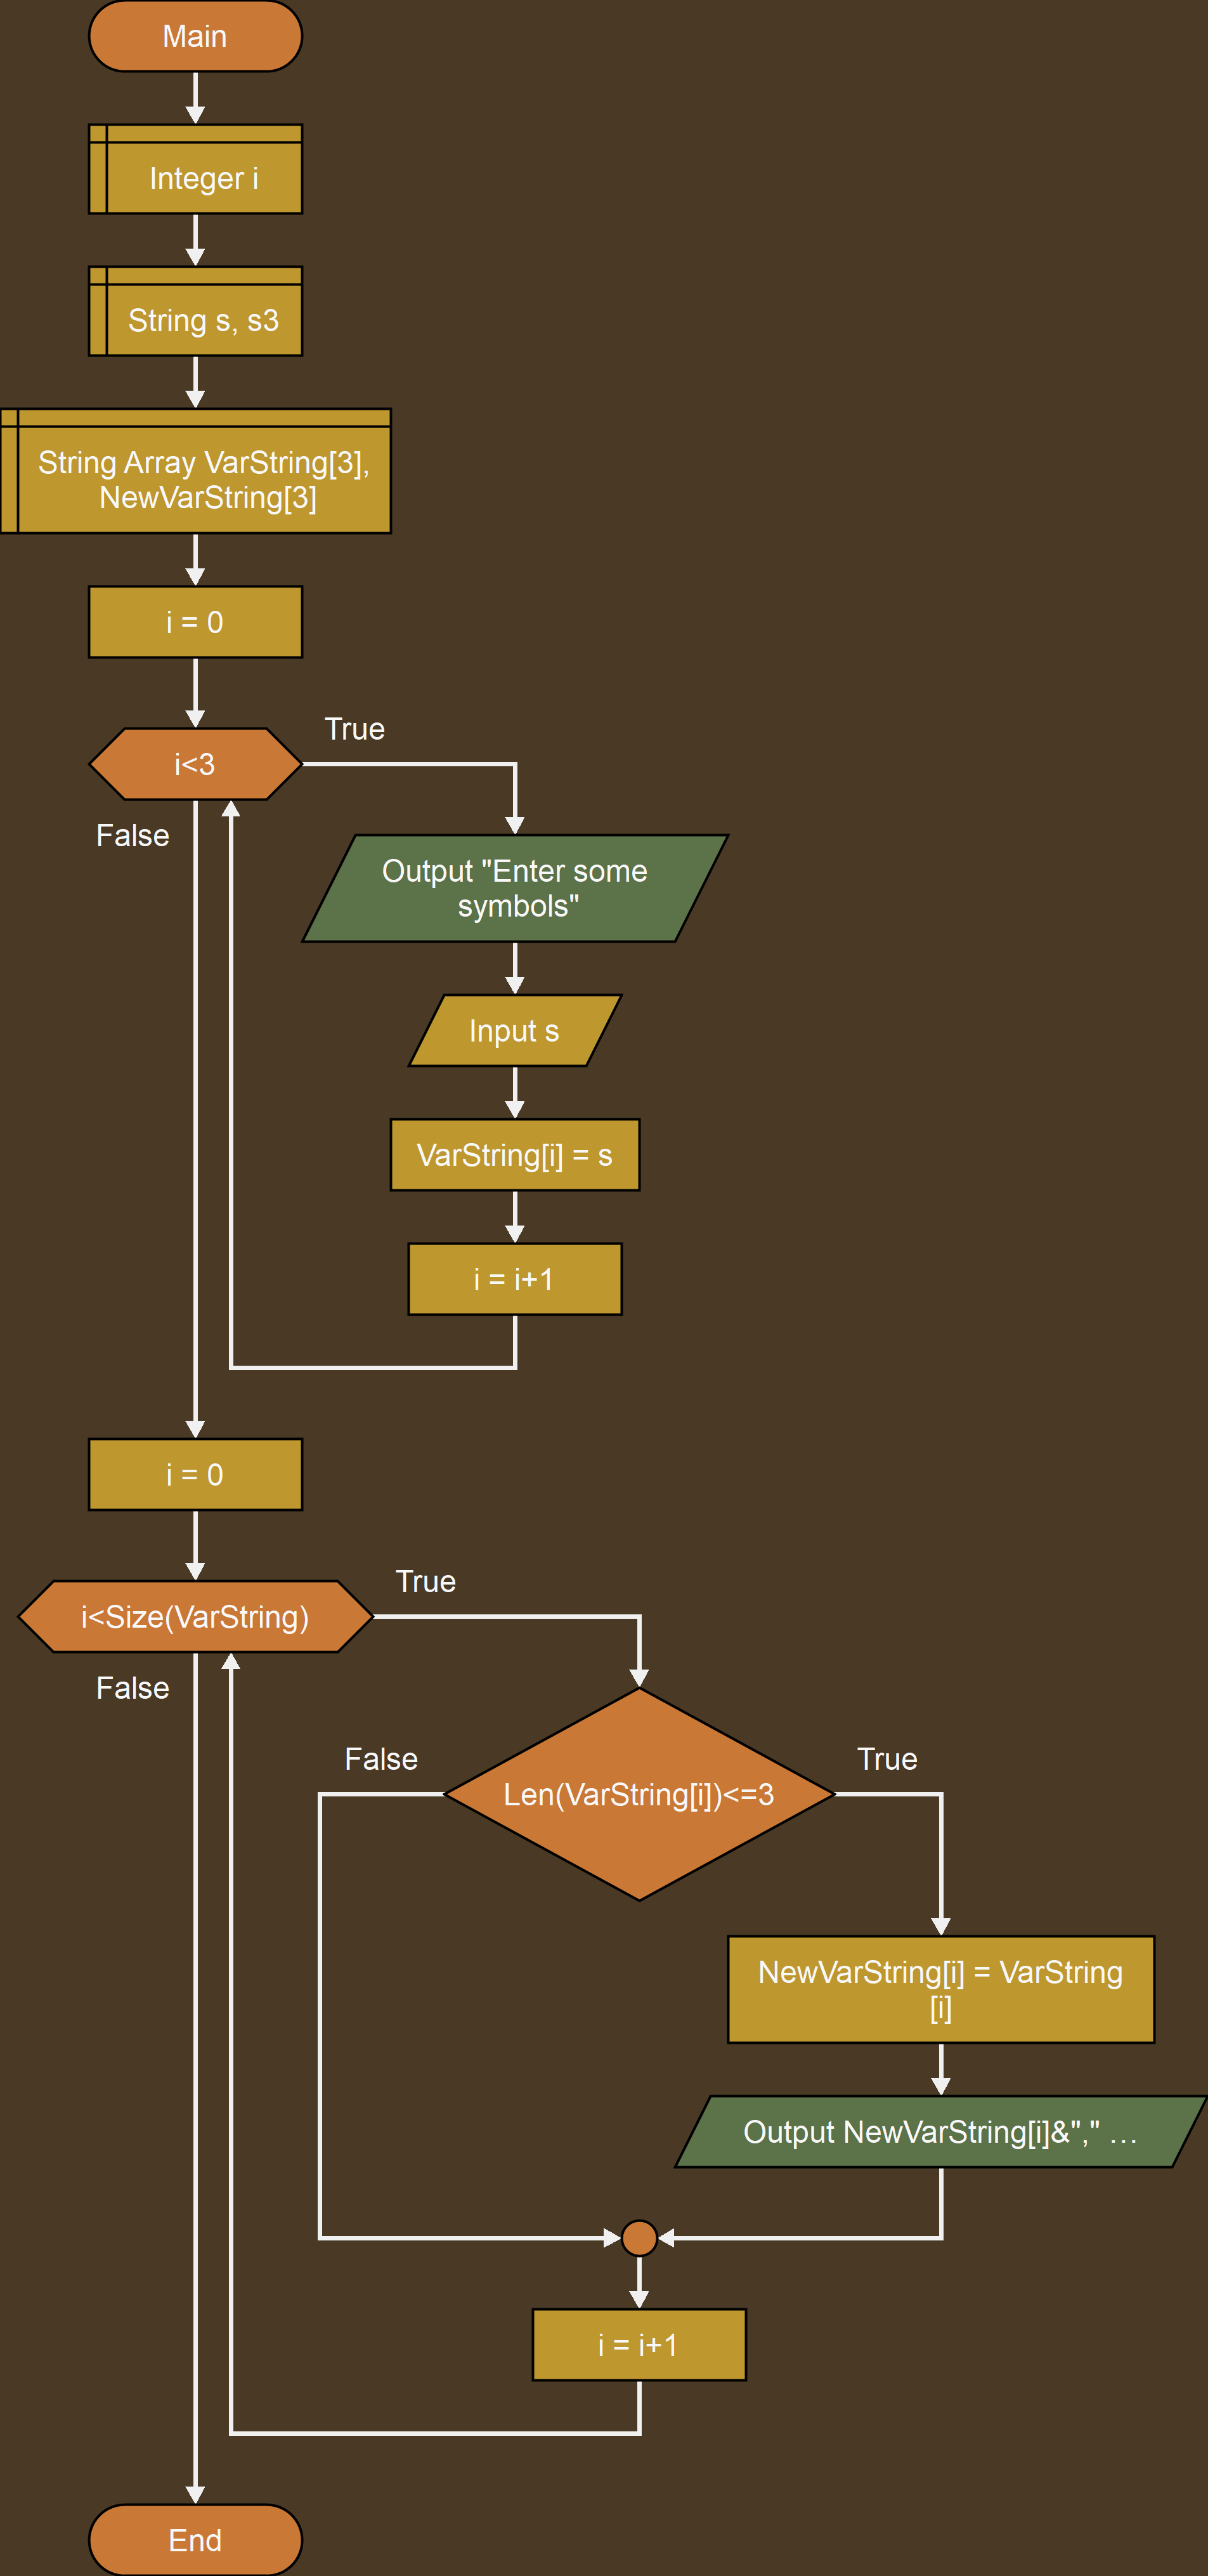 Main
Integer i
String s, s3
String Array VarString[3],
NewVarString[3]
i = 0
i<3
True
False
Output "Enter some
symbols"
Input s
VarString[i] = s
i = i+1
i = 0
i<Size(VarString)
True
False
False
True
Len(VarString[i])<=3
NewVarString[i] = VarString
[i]
Output NewVarString[i]&"," …
i = i+1
End